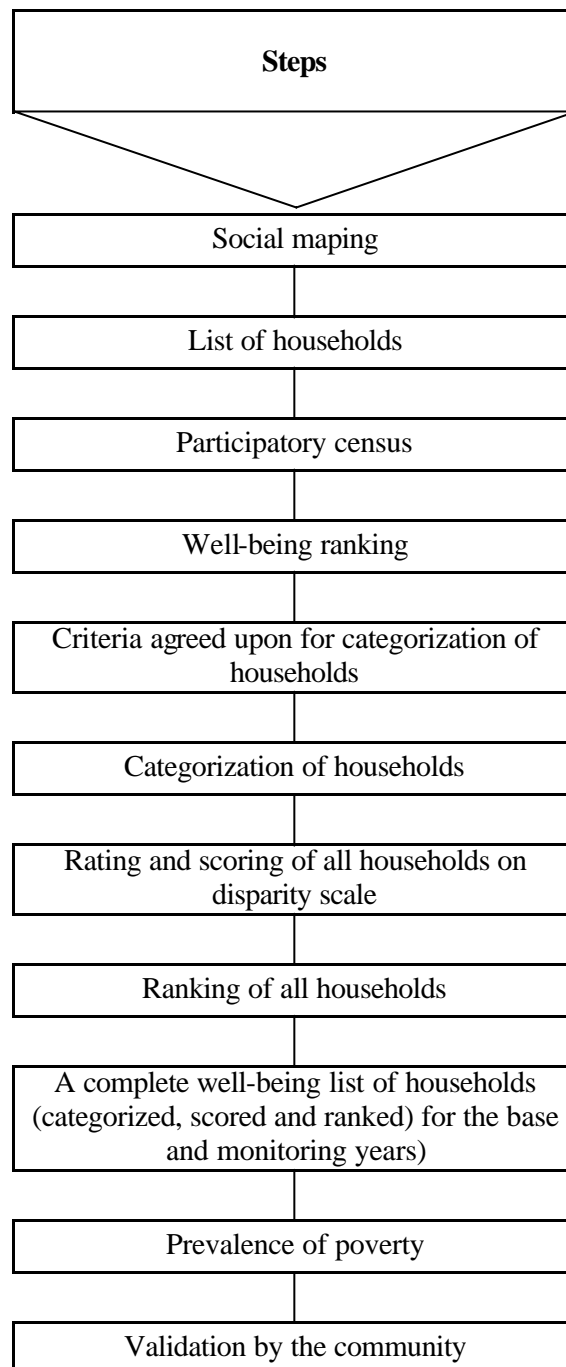 Steps
Social maping
List of households
Participatory census
Well-being ranking
Criteria agreed upon for categorization of
households
Categorization of households
Rating and scoring of all households on
disparity scale
Ranking of all households
A complete well-being list of households
(categorized, scored and ranked) for the base
and monitoring years)
Prevalence of poverty
Validation by the community